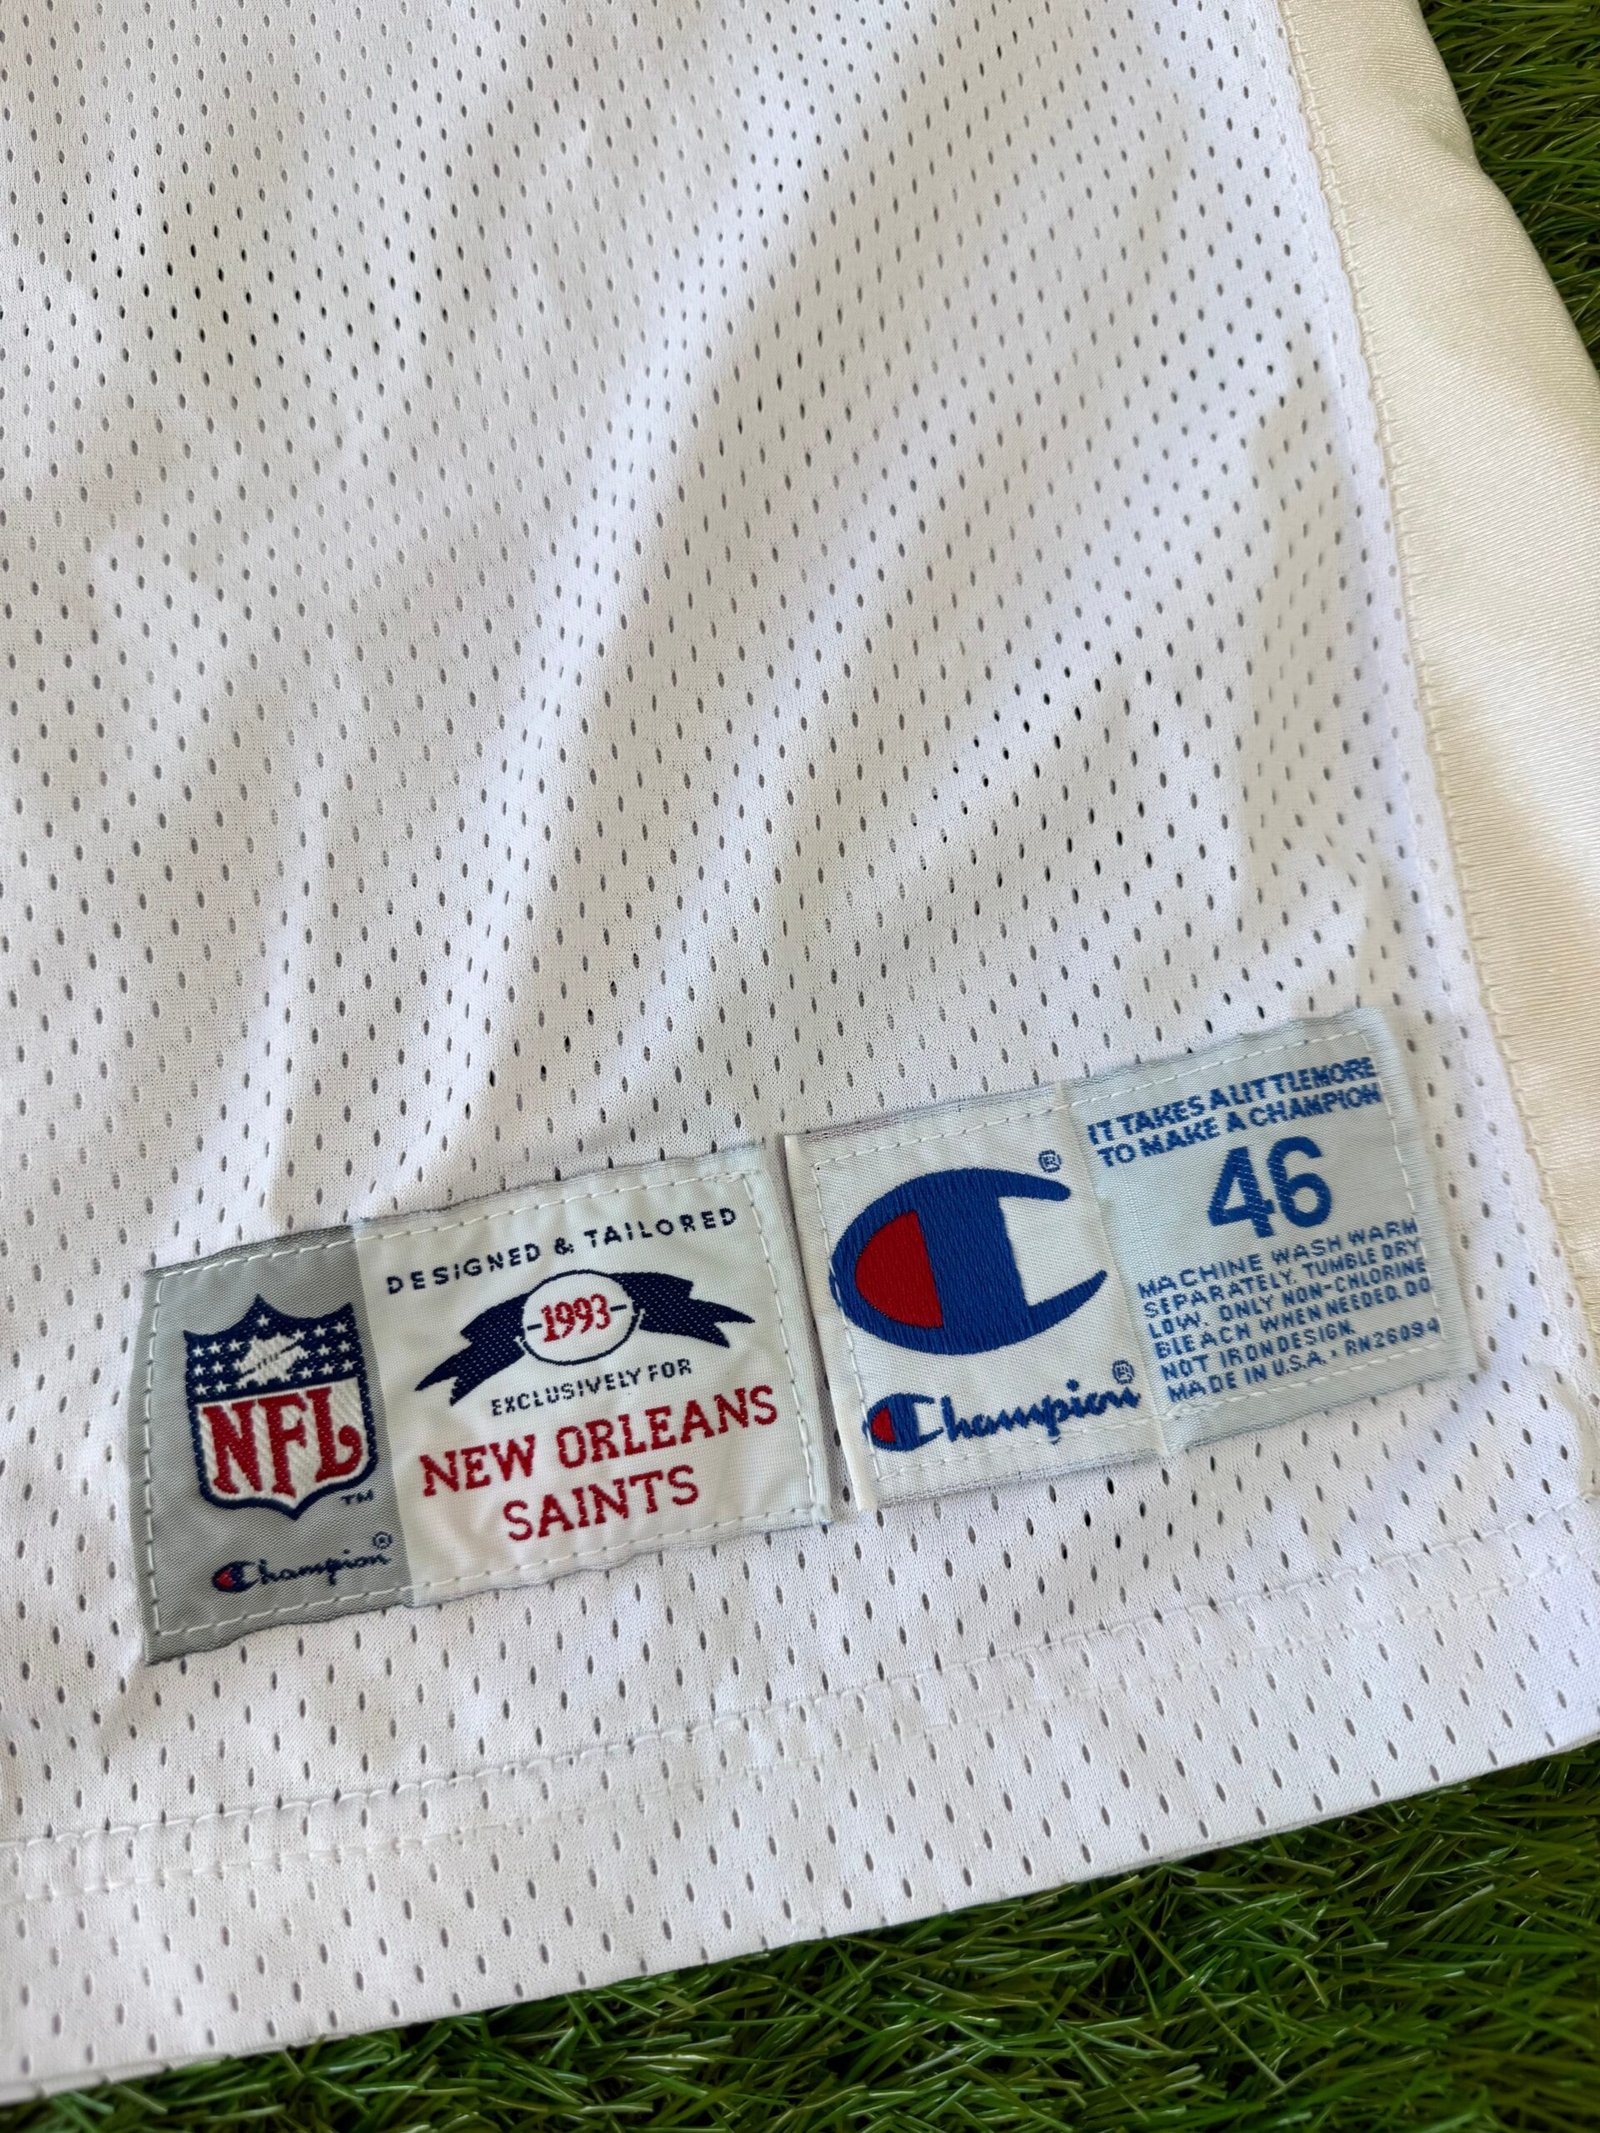 NFL
TM
Champion®
DESIGNED & TAILORED
-1993-
EXCLUSIVELY FOR
NEW ORLEANS
SAINTS
®
Champion®
IT TAKES A LITTLE MORE
TO MAKE A CHAMPION
46
MACHINE WASH WARM
SEPARATELY. TUMBLE DRY
LOW. ONLY NON-CHLORINE
BLEACH WHEN NEEDED. DO
NOT IRON DESIGN.
MADE IN U.S.A. • RN26094